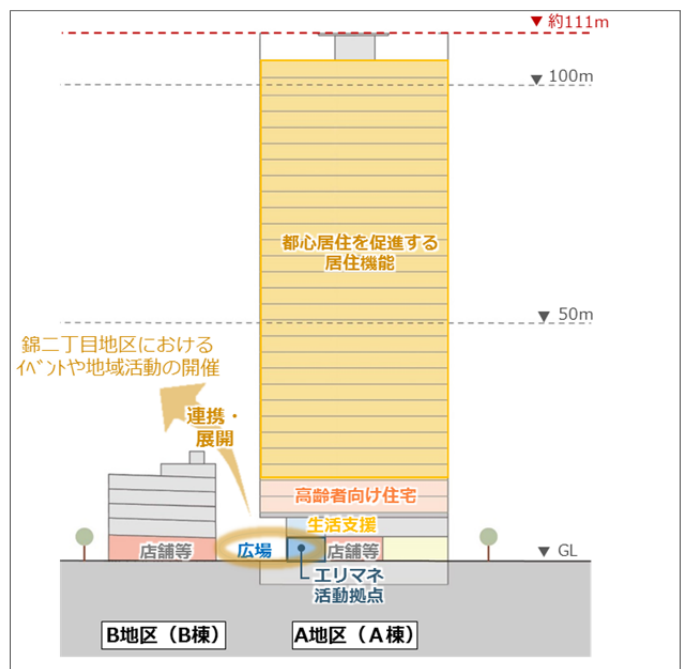 ▼ 約111m
▼ 100m
都心居住を促進する
居住機能
▼ 50m
錦二丁目地区における
ｲﾍﾞﾝﾄや地域活動の開催
連携・
展開
高齢者向け住宅
生活支援
店舗等
広場
店舗等
▼ GL
エリマネ
活動拠点
B地区（B棟）
A地区（A棟）